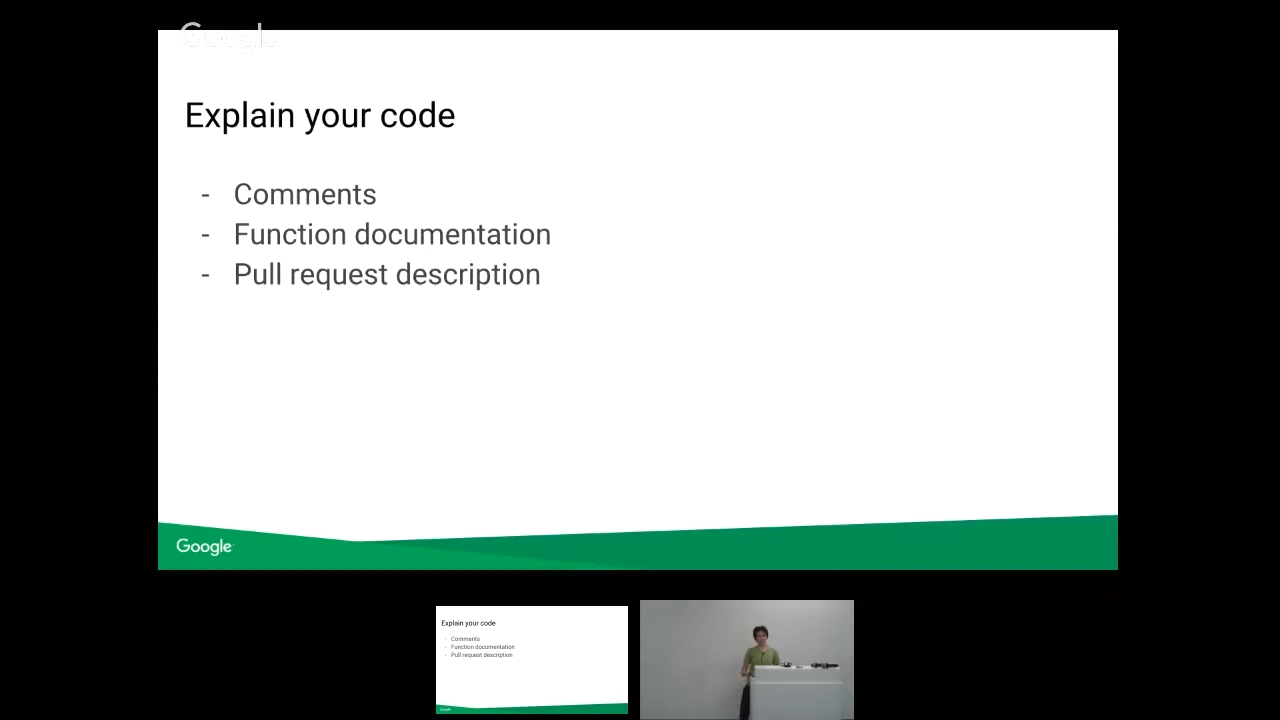 Google
Explain your code
- Comments
- Function documentation
- Pull request description
Google
Explain your code
- Comments
- Function documentation
- Pull request description
Google